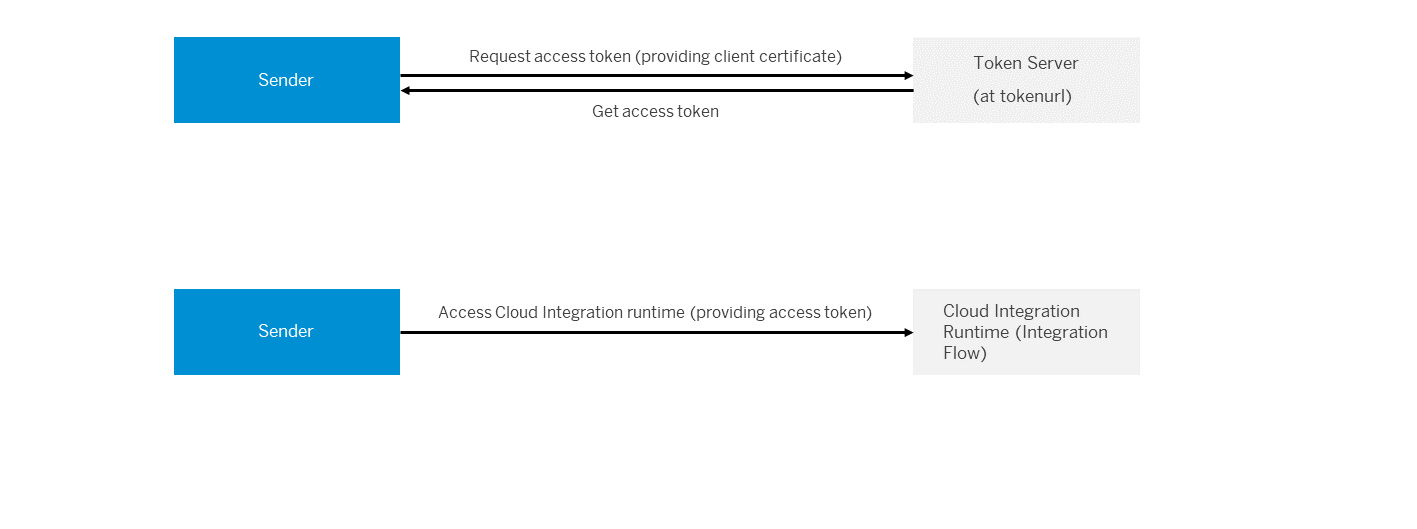 Request access token (providing client certificate)
Sender
Token Server
(at tokenurl)
Get access token
Access Cloud Integration runtime (providing access token)
Sender
Cloud Integration
Runtime (Integration
Flow)